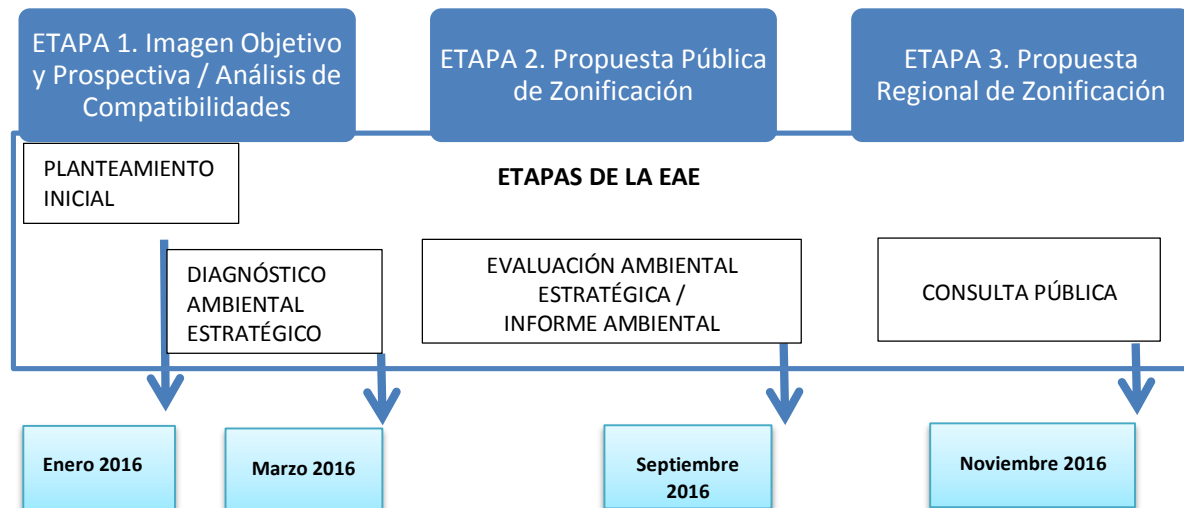 ETAPA 1. Imagen Objetivo
y Prospectiva / Análisis de
Compatibilidades
ETAPA 2. Propuesta Pública
de Zonificación
ETAPA 3. Propuesta
Regional de Zonificación
PLANTEAMIENTO
INICIAL
ETAPAS DE LA EAE
DIAGNÓSTICO
AMBIENTAL
ESTRATÉGICO
EVALUACIÓN AMBIENTAL
ESTRATÉGICA /
INFORME AMBIENTAL
CONSULTA PÚBLICA
Enero 2016
Marzo 2016
Septiembre
2016
Noviembre 2016